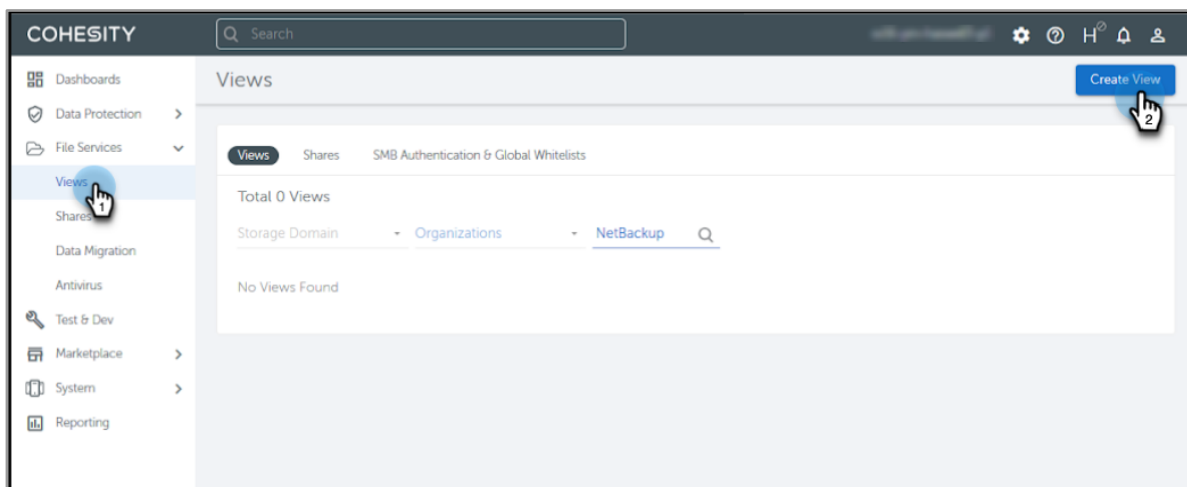 COHESITY
Search
H
Dashboards
Data Protection
File Services
Views
1
Shares
Data Migration
Antivirus
Test & Dev
Marketplace
System
Reporting
Views
Create View
2
Views Shares SMB Authentication & Global Whitelists
Total 0 Views
Storage Domain Organizations NetBackup
No Views Found